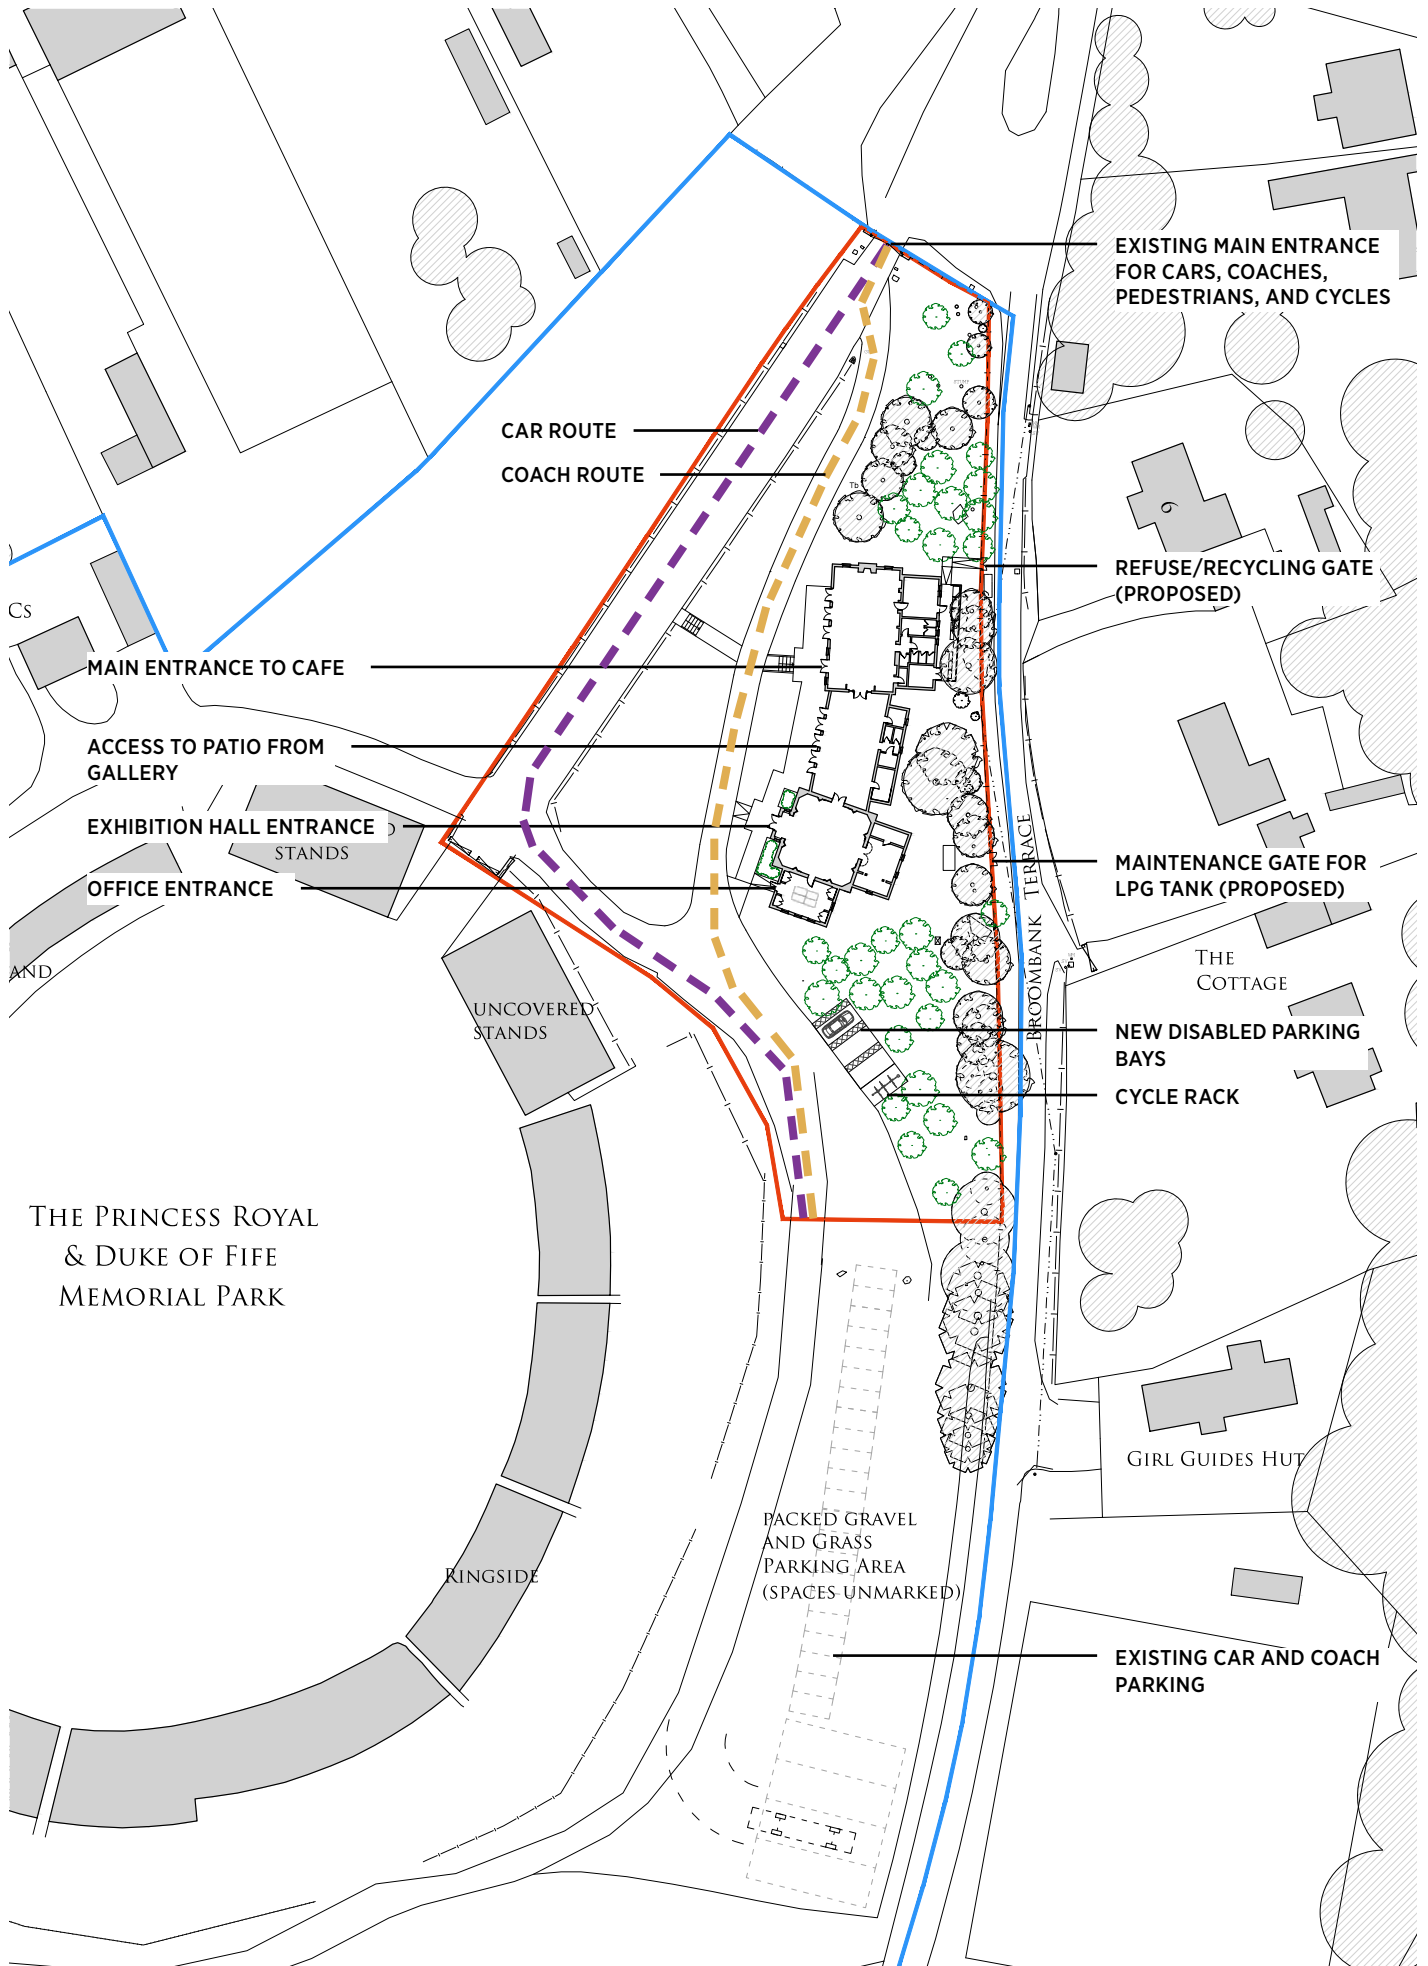 EXISTING MAIN ENTRANCE
FOR CARS, COACHES,
PEDESTRIANS, AND CYCLES
CAR ROUTE
COACH ROUTE
Tb
6
REFUSE/RECYCLING GATE
(PROPOSED)
Cs
MAIN ENTRANCE TO CAFE
ACCESS TO PATIO FROM
GALLERY
EXHIBITION HALL ENTRANCE
STANDS
OFFICE ENTRANCE
MAINTENANCE GATE FOR
LPG TANK (PROPOSED)
BROOMBANK TERRACE
AND
THE
COTTAGE
UNCOVERED
STANDS
NEW DISABLED PARKING
BAYS
CYCLE RACK
THE PRINCESS ROYAL
& DUKE OF FIFE
MEMORIAL PARK
GIRL GUIDES HUT
PACKED GRAVEL
AND GRASS
PARKING AREA
(SPACES UNMARKED)
RINGSIDE
EXISTING CAR AND COACH
PARKING